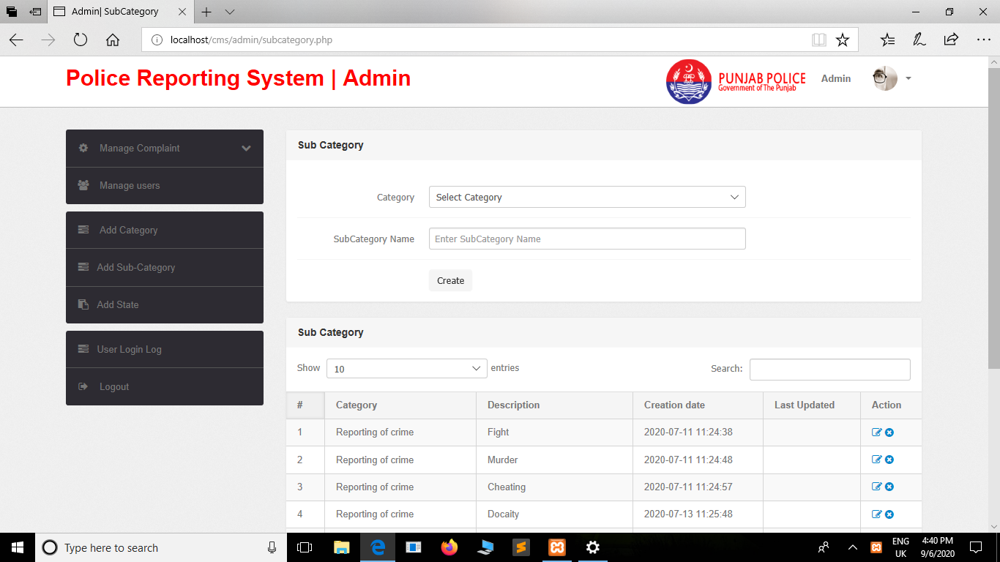 Admin| SubCategory
localhost/cms/admin/subcategory.php
Police Reporting System | Admin
PUNJAB POLICE
Government of The Punjab
Admin
Manage Complaint
Manage users
Add Category
Add Sub-Category
Add State
User Login Log
Logout
Sub Category
Category Select Category
SubCategory Name Enter SubCategory Name
Create
Sub Category
Show 10 entries Search:
# Category Description Creation date Last Updated Action
1 Reporting of crime Fight 2020-07-11 11:24:38
2 Reporting of crime Murder 2020-07-11 11:24:48
3 Reporting of crime Cheating 2020-07-11 11:24:57
4 Reporting of crime Docaity 2020-07-13 11:25:48
Type here to search
ENG
UK
4:40 PM
9/6/2020